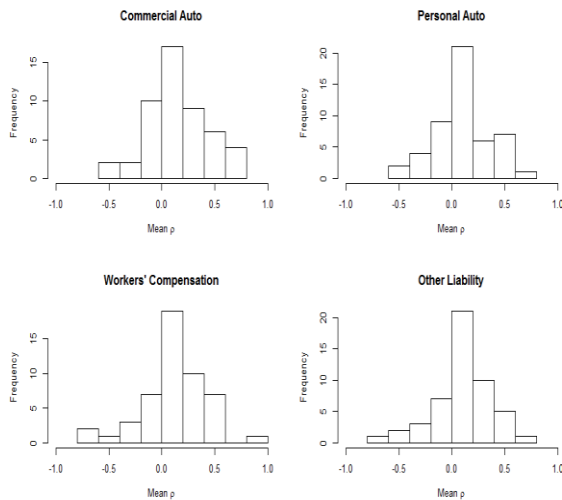 Commercial Auto
Frequency
0 5 10 15
-1.0 -0.5 0.0 0.5 1.0
Mean ρ
Personal Auto
Frequency
0 5 10 15 20
-1.0 -0.5 0.0 0.5 1.0
Mean ρ
Workers' Compensation
Frequency
0 5 10 15
-1.0 -0.5 0.0 0.5 1.0
Mean ρ
Other Liability
Frequency
0 5 10 15 20
-1.0 -0.5 0.0 0.5 1.0
Mean ρ